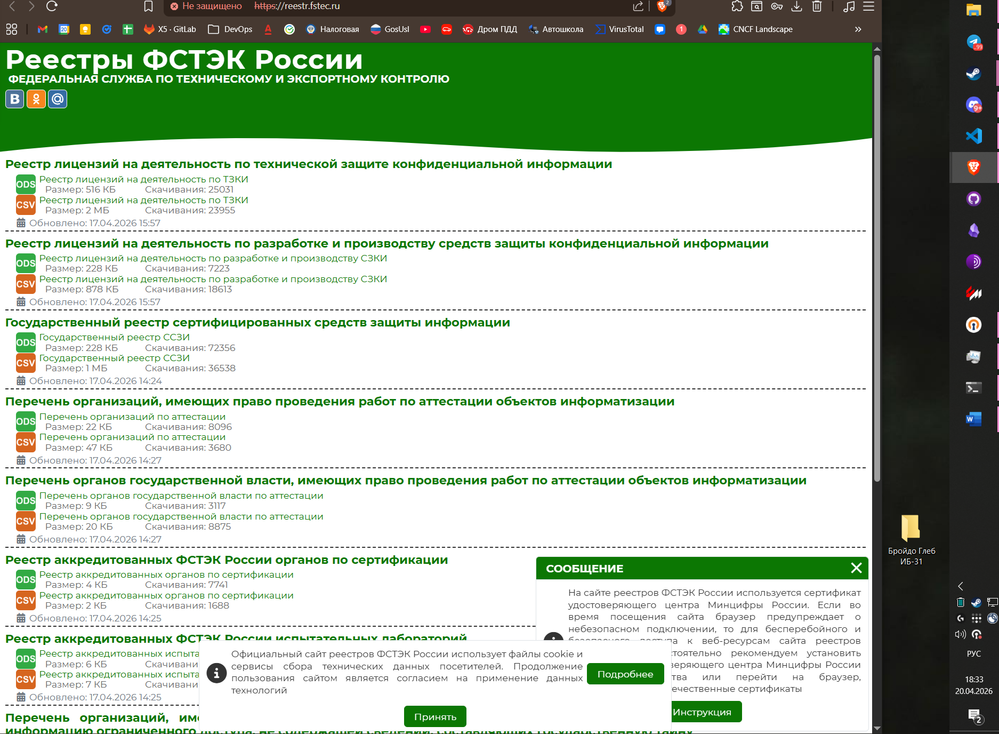 Не защищено https://reestr.fstec.ru
2
20
X5 · GitLab
DevOps
Налоговая
GosUsl
Дром ПДД
Автошкола
VirusTotal
1
CNCF Landscape
»
Реестры ФСТЭК России
ФЕДЕРАЛЬНАЯ СЛУЖБА ПО ТЕХНИЧЕСКОМУ И ЭКСПОРТНОМУ КОНТРОЛЮ
Реестр лицензий на деятельность по технической защите конфиденциальной информации
ODS Реестр лицензий на деятельность по ТЗКИ
Размер: 516 КБ Скачивания: 25031
CSV Реестр лицензий на деятельность по ТЗКИ
Размер: 2 МБ Скачивания: 23955
Обновлено: 17.04.2026 15:57
Реестр лицензий на деятельность по разработке и производству средств защиты конфиденциальной информации
ODS Реестр лицензий на деятельность по разработке и производству СЗКИ
Размер: 228 КБ Скачивания: 7223
CSV Реестр лицензий на деятельность по разработке и производству СЗКИ
Размер: 878 КБ Скачивания: 18613
Обновлено: 17.04.2026 15:57
Государственный реестр сертифицированных средств защиты информации
ODS Государственный реестр ССЗИ
Размер: 228 КБ Скачивания: 72356
CSV Государственный реестр ССЗИ
Размер: 1 МБ Скачивания: 36538
Обновлено: 17.04.2026 14:24
Перечень организаций, имеющих право проведения работ по аттестации объектов информатизации
ODS Перечень организаций по аттестации
Размер: 22 КБ Скачивания: 8096
CSV Перечень организаций по аттестации
Размер: 47 КБ Скачивания: 3680
Обновлено: 17.04.2026 14:27
Перечень органов государственной власти, имеющих право проведения работ по аттестации объектов информатизации
ODS Перечень органов государственной власти по аттестации
Размер: 9 КБ Скачивания: 3117
CSV Перечень органов государственной власти по аттестации
Размер: 20 КБ Скачивания: 8875
Обновлено: 17.04.2026 14:27
Реестр аккредитованных ФСТЭК России органов по сертификации
ODS Реестр аккредитованных органов по сертификации
Размер: 4 КБ Скачивания: 7741
CSV Реестр аккредитованных органов по сертификации
Размер: 2 КБ Скачивания: 1688
Обновлено: 17.04.2026 14:25
Реестр аккредитованных ФСТЭК России испытательных лабораторий
ODS Реестр аккредитованных испыта
Размер: 6 КБ Скачивани
CSV Реестр аккредитованных испыта
Размер: 7 КБ Скачивани
Обновлено: 17.04.2026 14:25
Перечень организаций, им
информацию ограниченного доступа, не содержащей сведений, составляющих государственную тайну
СООБЩЕНИЕ
На сайте реестров ФСТЭК России используется сертификат
удостоверяющего центра Минцифры России. Если во
время посещения сайта браузер предупреждает о
небезопасном подключении, то для бесперебойного и
безопасного доступа к веб-ресурсам сайта реестров
стоятельно рекомендуем установить
веряющего центра Минцифры России
тва или перейти на браузер,
ечественные сертификаты
Инструкция
Официальный сайт реестров ФСТЭК России использует файлы cookie и
сервисы сбора технических данных посетителей. Продолжение
пользования сайтом является согласием на применение данных
технологий
Подробнее
Принять
..99
9+
Бройдо Глеб
ИБ-31
РУС
18:33
20.04.2026
2